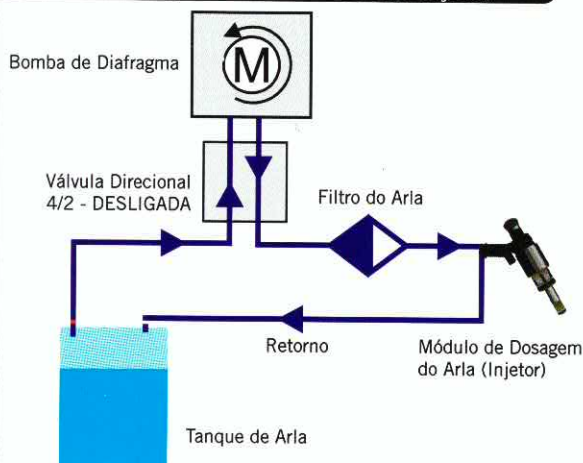 Bomba de Diafragma
M
Válvula Direcional
4/2 - DESLIGADA
Filtro do Arla
Retorno
Módulo de Dosagem
do Arla (Injetor)
Tanque de Arla